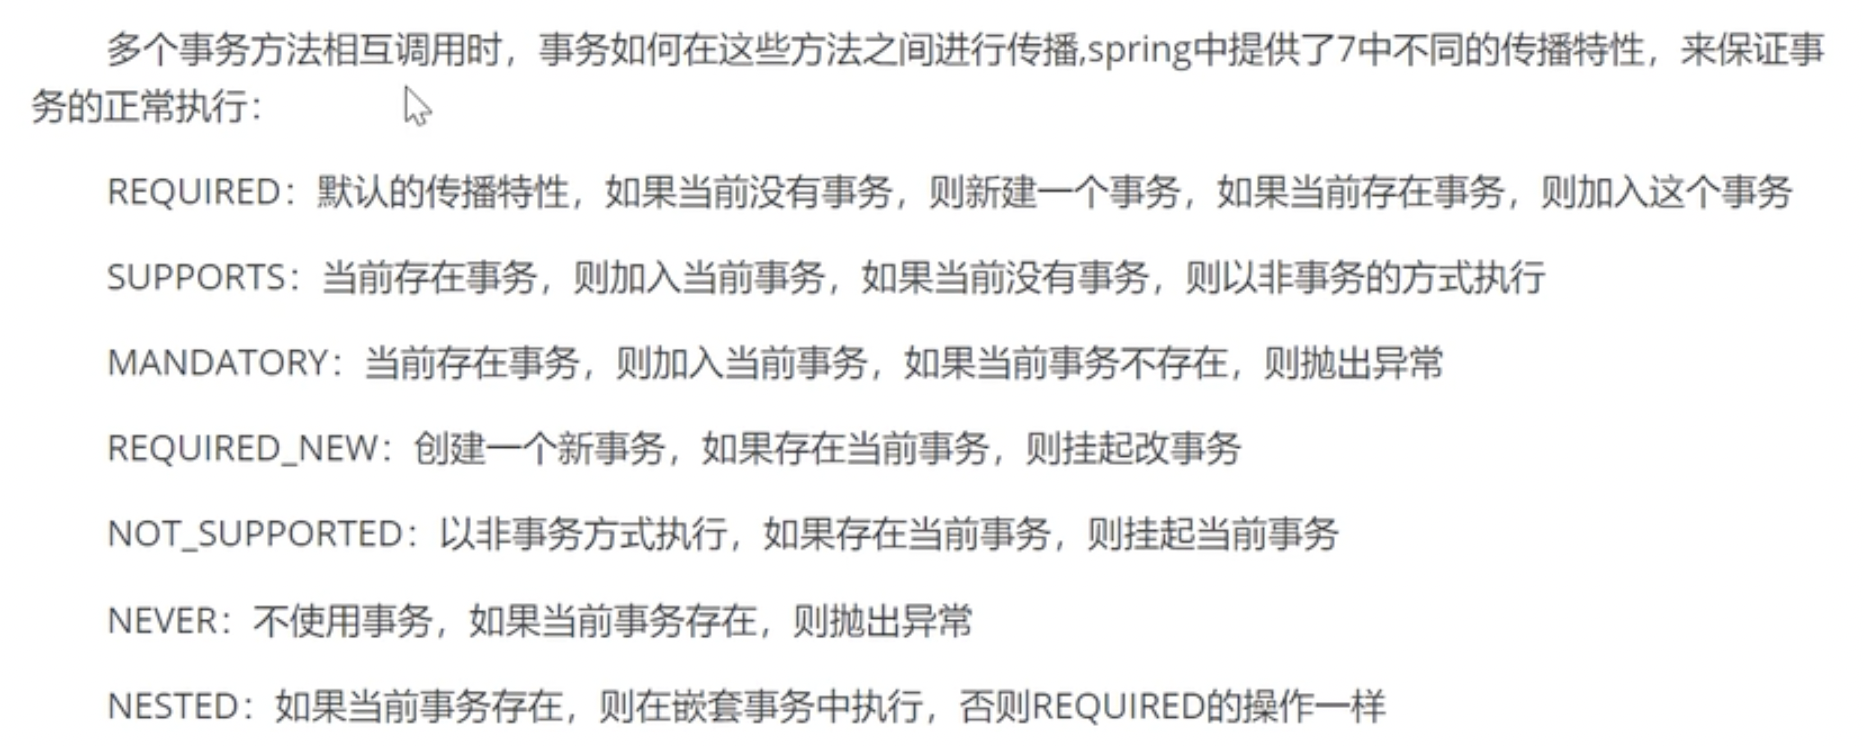 多个事务方法相互调用时，事务如何在这些方法之间进行传播,spring中提供了7中不同的传播特性，来保证事
务的正常执行：
REQUIRED：默认的传播特性，如果当前没有事务，则新建一个事务，如果当前存在事务，则加入这个事务
SUPPORTS：当前存在事务，则加入当前事务，如果当前没有事务，则以非事务的方式执行
MANDATORY：当前存在事务，则加入当前事务，如果当前事务不存在，则抛出异常
REQUIRED_NEW：创建一个新事务，如果存在当前事务，则挂起改事务
NOT_SUPPORTED：以非事务方式执行，如果存在当前事务，则挂起当前事务
NEVER：不使用事务，如果当前事务存在，则抛出异常
NESTED：如果当前事务存在，则在嵌套事务中执行，否则REQUIRED的操作一样